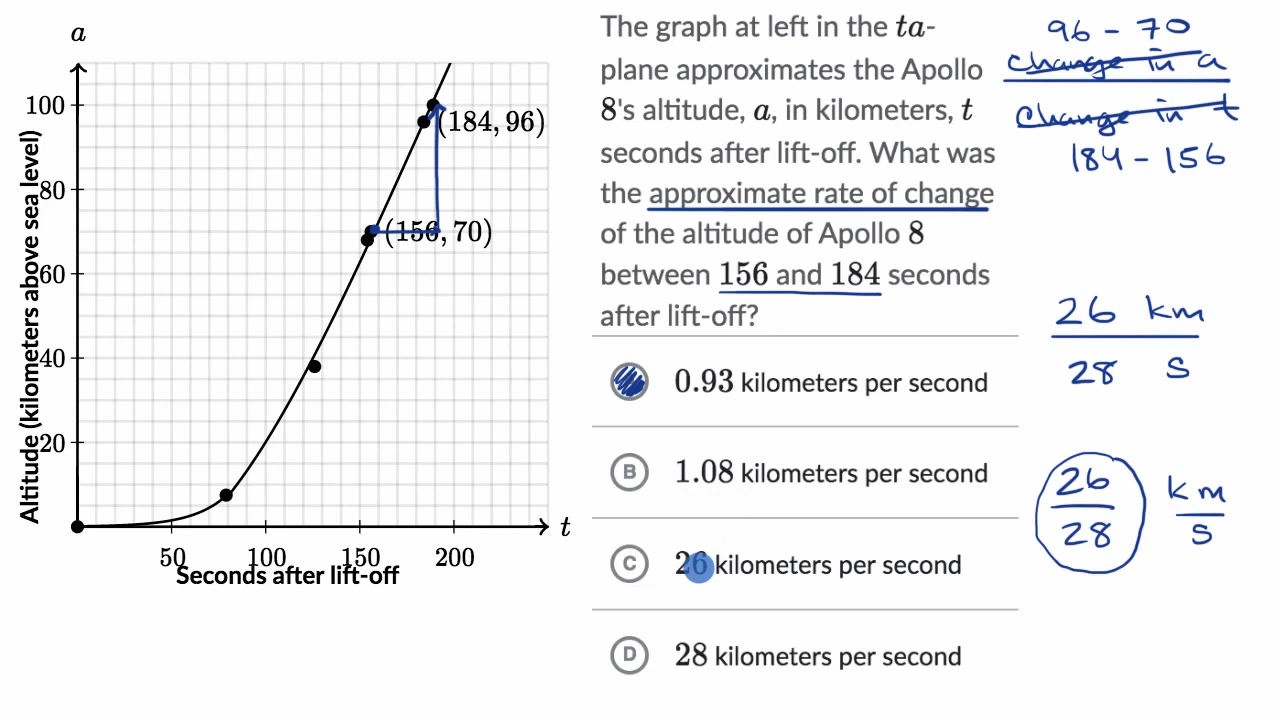 a
100
80
60
40
20
50
100
150
200
t
(184, 96)
(156, 70)
Altitude (kilometers above sea level)
Seconds after lift-off
The graph at left in the ta-
plane approximates the Apollo
8's altitude, a, in kilometers, t
seconds after lift-off. What was
the approximate rate of change
of the altitude of Apollo 8
between 156 and 184 seconds
after lift-off?
0.93 kilometers per second
B 1.08 kilometers per second
C 26 kilometers per second
D 28 kilometers per second
96 - 70
change in a
change in t
184 - 156
26 km
28 s
26 km
28 s